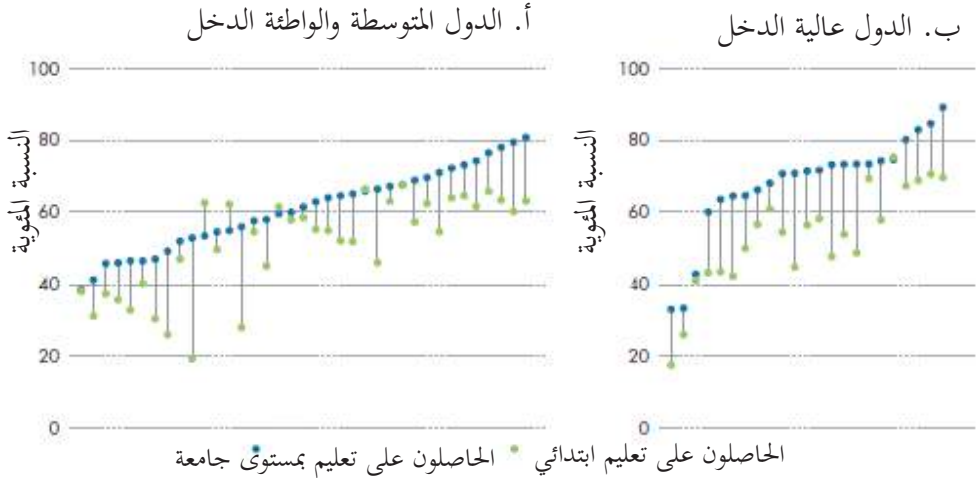 أ. الدول المتوسطة والواطئة الدخل
ب. الدول عالية الدخل
النسبة المئوية
100
80
60
40
20
0
النسبة المئوية
100
80
60
40
20
0
الحاصلون على تعليم ابتدائي
الحاصلون على تعليم بمستوى جامعة